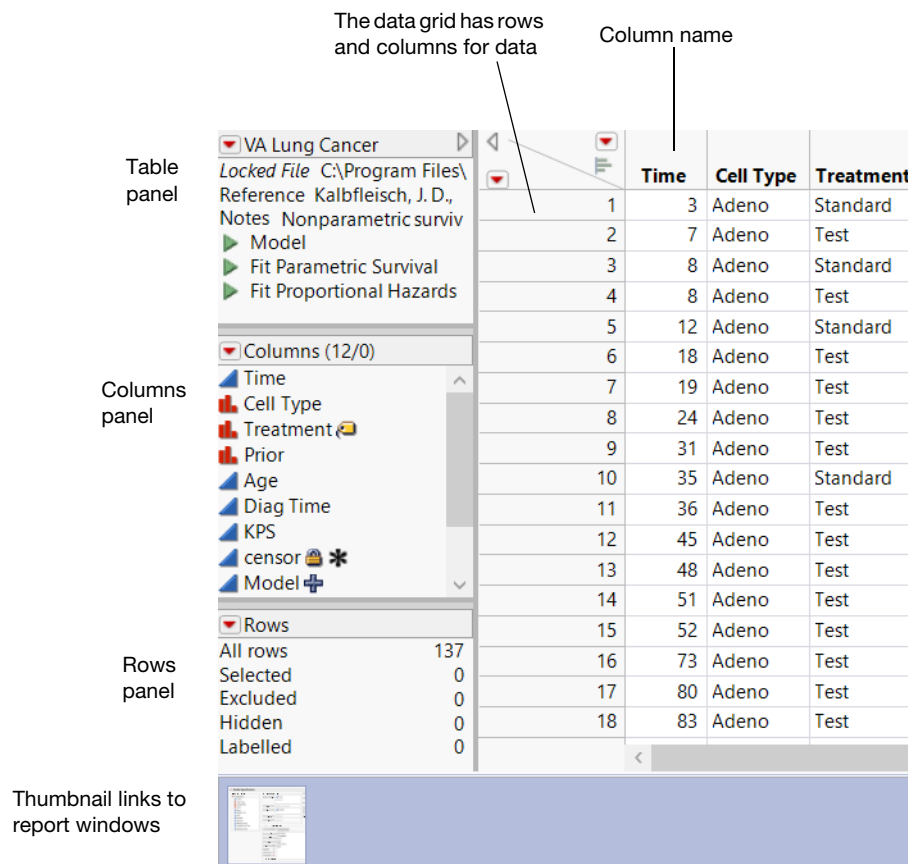 The data grid has rows
and columns for data
Column name
Table
panel
VA Lung Cancer
Locked File C:\Program Files\
Reference Kalbfleisch, J. D.,
Notes Nonparametric surviv
Model
Fit Parametric Survival
Fit Proportional Hazards
Columns
panel
Columns (12/0)
Time
Cell Type
Treatment
Prior
Age
Diag Time
KPS
censor
Model
Rows
panel
Rows
All rows 137
Selected 0
Excluded 0
Hidden 0
Labelled 0
Time Cell Type Treatment
1 3 Adeno Standard
2 7 Adeno Test
3 8 Adeno Standard
4 8 Adeno Test
5 12 Adeno Standard
6 18 Adeno Test
7 19 Adeno Test
8 24 Adeno Test
9 31 Adeno Test
10 35 Adeno Standard
11 36 Adeno Test
12 45 Adeno Test
13 48 Adeno Test
14 51 Adeno Test
15 52 Adeno Test
16 73 Adeno Test
17 80 Adeno Test
18 83 Adeno Test
Thumbnail links to
report windows